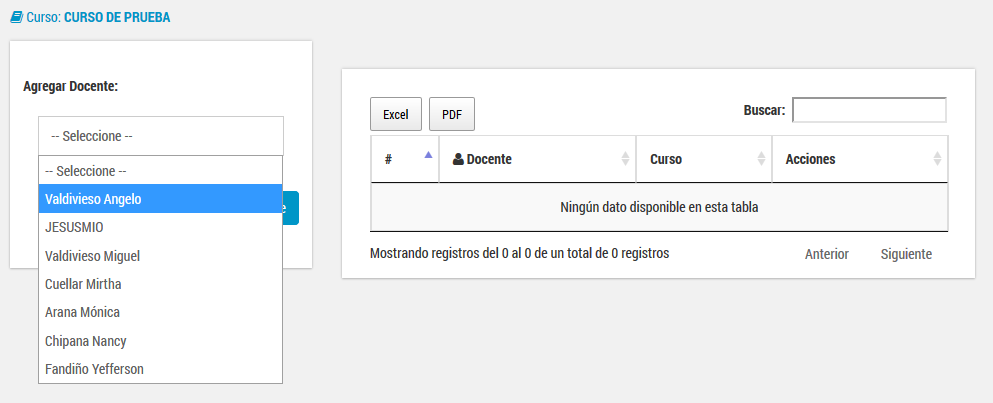 Curso: CURSO DE PRUEBA
Agregar Docente:
-- Seleccione --
-- Seleccione --
Valdivieso Angelo
JESUSMIO
Valdivieso Miguel
Cuellar Mirtha
Arana Mónica
Chipana Nancy
Fandiño Yefferson
Excel PDF Buscar:
# Docente Curso Acciones
Ningún dato disponible en esta tabla
Mostrando registros del 0 al 0 de un total de 0 registros Anterior Siguiente